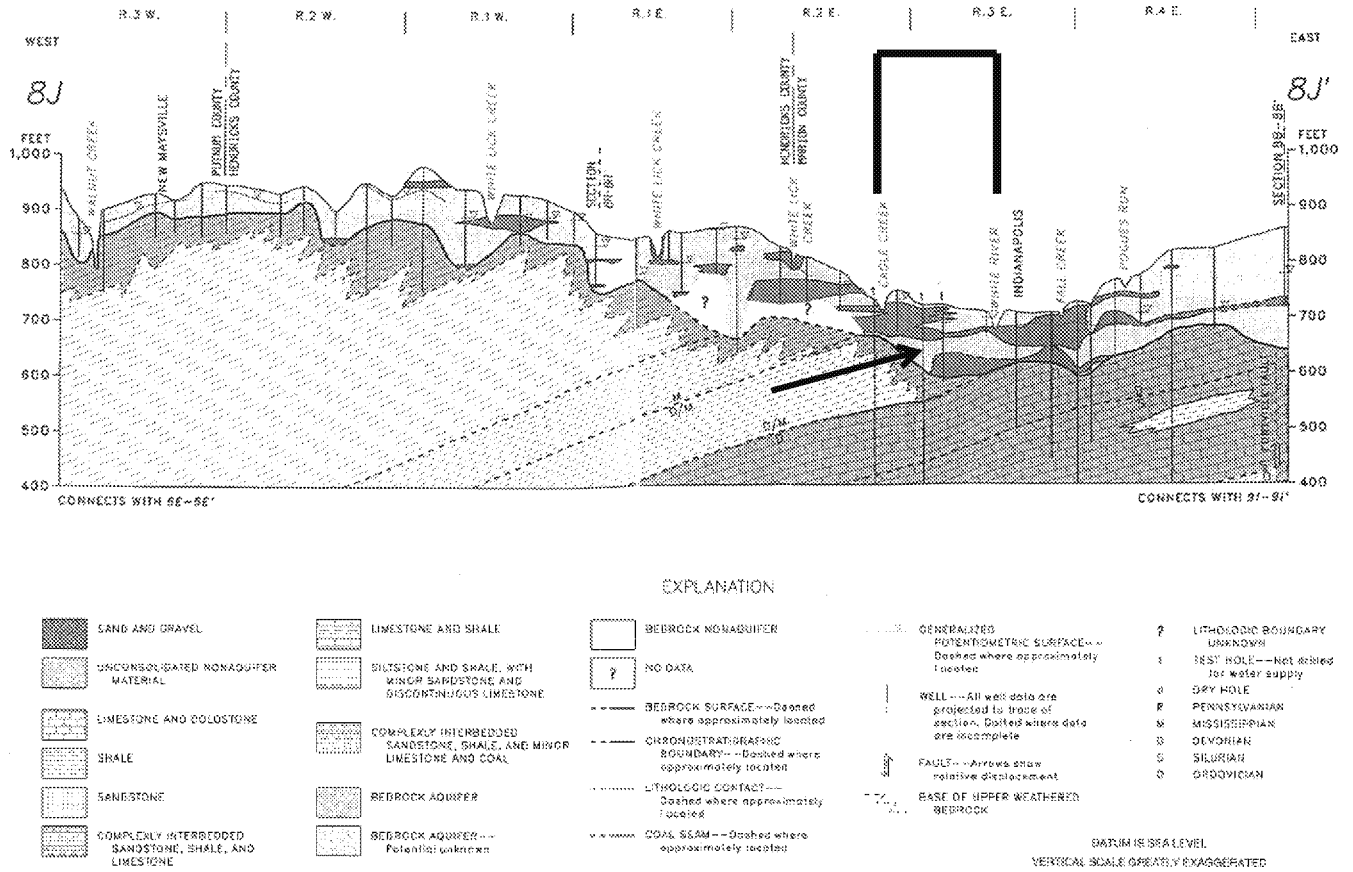 R.3 W. R.2 W. R.1 W. R.1 E. R.2 E. R.3 E. R.4 E.
WEST EAST
8J 8J'
WALNUT CREEK
NEW MAYSVILLE
PUTNAM COUNTY
HENDRICKS COUNTY
WHITE LICK CREEK
SECTION
WHITE LICK CREEK
HENDRICKS COUNTY
MARION COUNTY
WHITE LICK
CREEK
EAGLE CREEK
WHITE RIVER
INDIANAPOLIS
FALL CREEK
POGUES RUN
FEET FEET
1,000 1,000
900 900
800 800
700 700
600 600
500 500
400 400
CONNECTS WITH CONNECTS WITH
EXPLANATION
SAND AND GRAVEL
UNCONSOLIDATED NONAQUIFER
MATERIAL
LIMESTONE AND DOLOSTONE
SHALE
SANDSTONE
COMPLEXLY INTERBEDDED
SANDSTONE, SHALE, AND
LIMESTONE
LIMESTONE AND SHALE
SILTSTONE AND SHALE, WITH
MINOR SANDSTONE AND
DISCONTINUOUS LIMESTONE
COMPLEXLY INTERBEDDED
SANDSTONE, SHALE, AND MINOR
LIMESTONE AND COAL
BEDROCK AQUIFER
BEDROCK AQUIFER--
Potential unknown
BEDROCK NONAQUIFER
? NO DATA
BEDROCK SURFACE--Dashed
where approximately located
CHRONOSTRATIGRAPHIC
BOUNDARY--Dashed where
approximately located
LITHOLOGIC CONTACT--
Dashed where approximately
located
COAL SEAM--Dashed where
approximately located
GENERALIZED
POTENTIOMETRIC SURFACE--
Dashed where approximately
located
WELL--All well data are
projected to trace of
section. Dotted where data
are incomplete
FAULT--Arrows show
relative displacement
BASE OF UPPER WEATHERED
BEDROCK
? LITHOLOGIC BOUNDARY
UNKNOWN
TEST HOLE--Not drilled
for water supply
DRY HOLE
P PENNSYLVANIAN
M MISSISSIPPIAN
D DEVONIAN
S SILURIAN
O ORDOVICIAN
DATUM IS SEA LEVEL
VERTICAL SCALE GREATLY EXAGGERATED